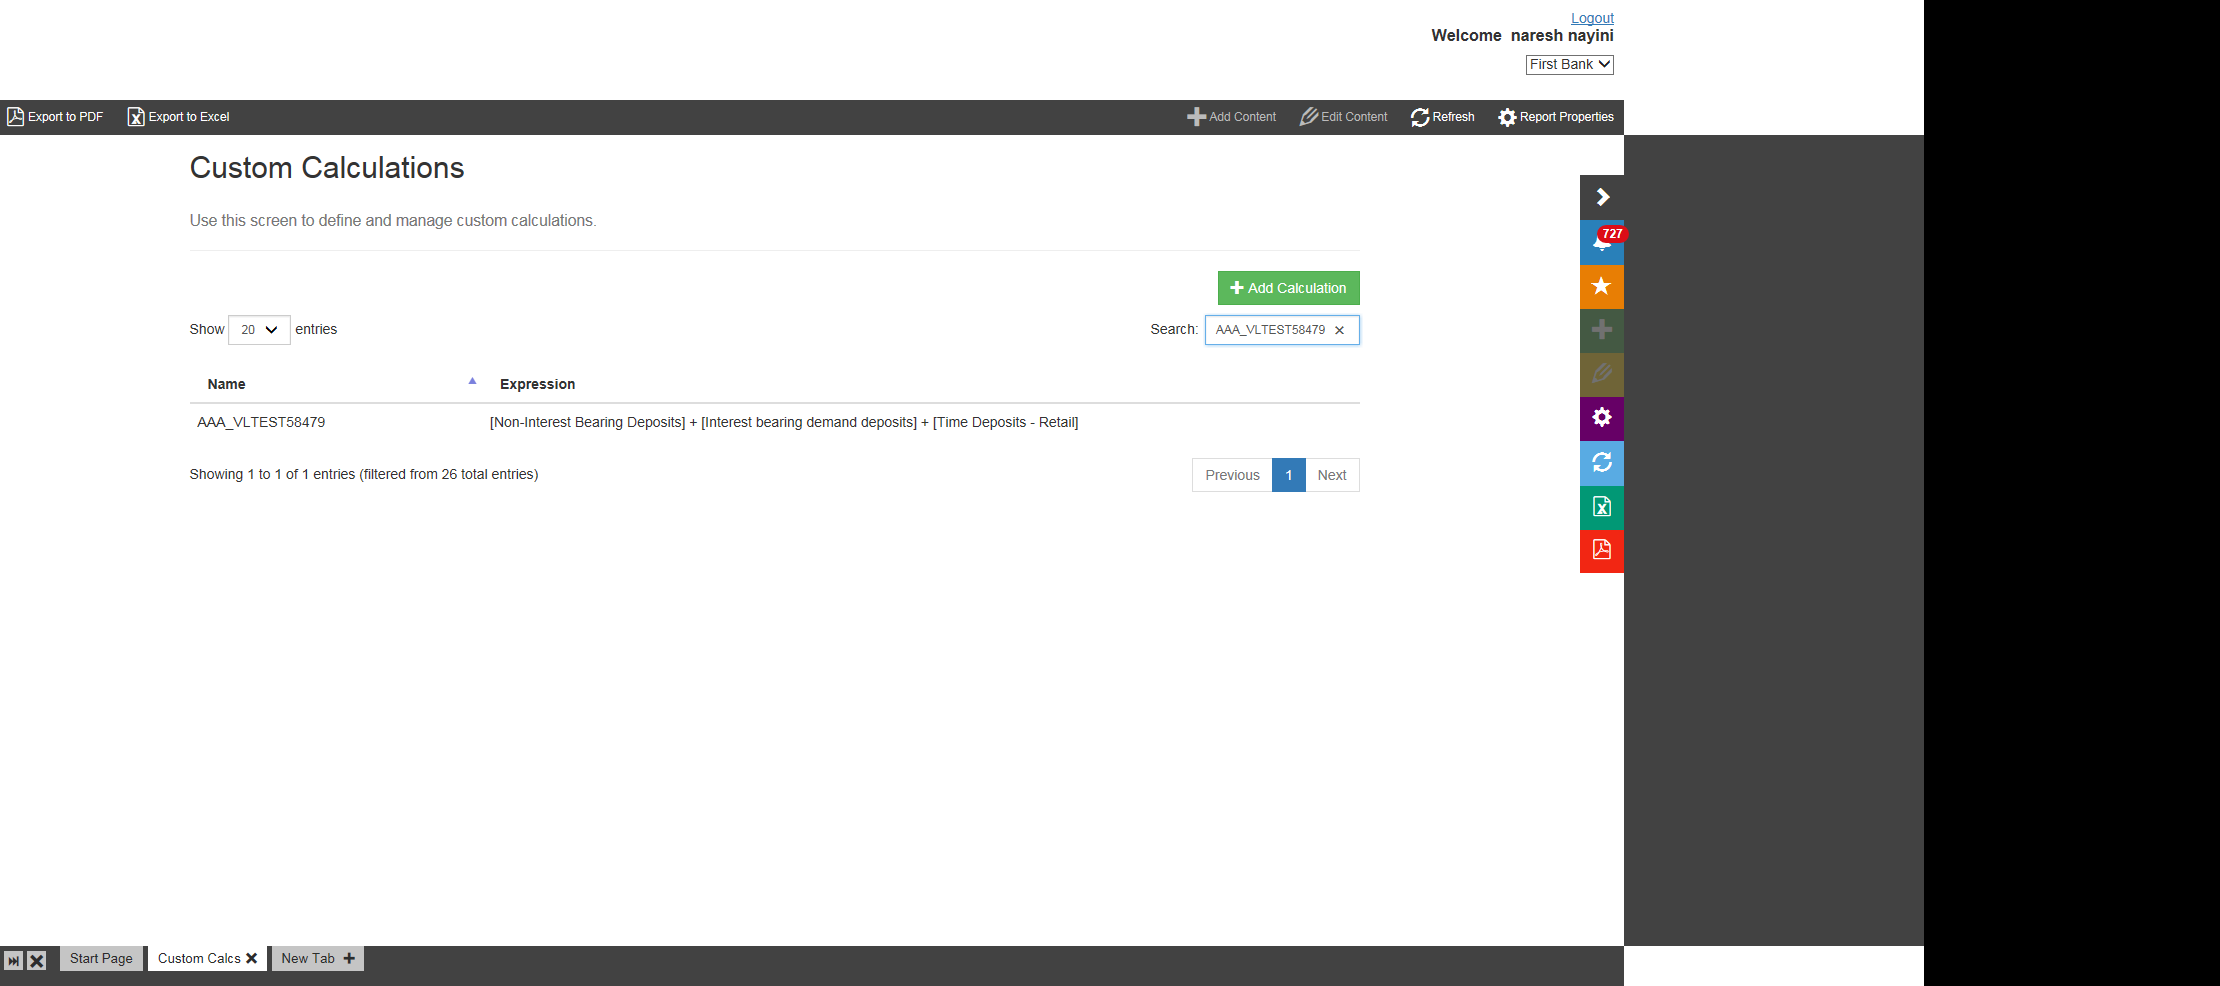 Logout
Welcome naresh nayini
First Bank
Export to PDF Export to Excel Add Content Edit Content Refresh Report Properties
Custom Calculations
Use this screen to define and manage custom calculations.
727
Add Calculation
Show 20 entries Search: AAA_VLTEST58479
Name Expression
AAA_VLTEST58479 [Non-Interest Bearing Deposits] + [Interest bearing demand deposits] + [Time Deposits - Retail]
Showing 1 to 1 of 1 entries (filtered from 26 total entries) Previous 1 Next
Start Page Custom Calcs New Tab